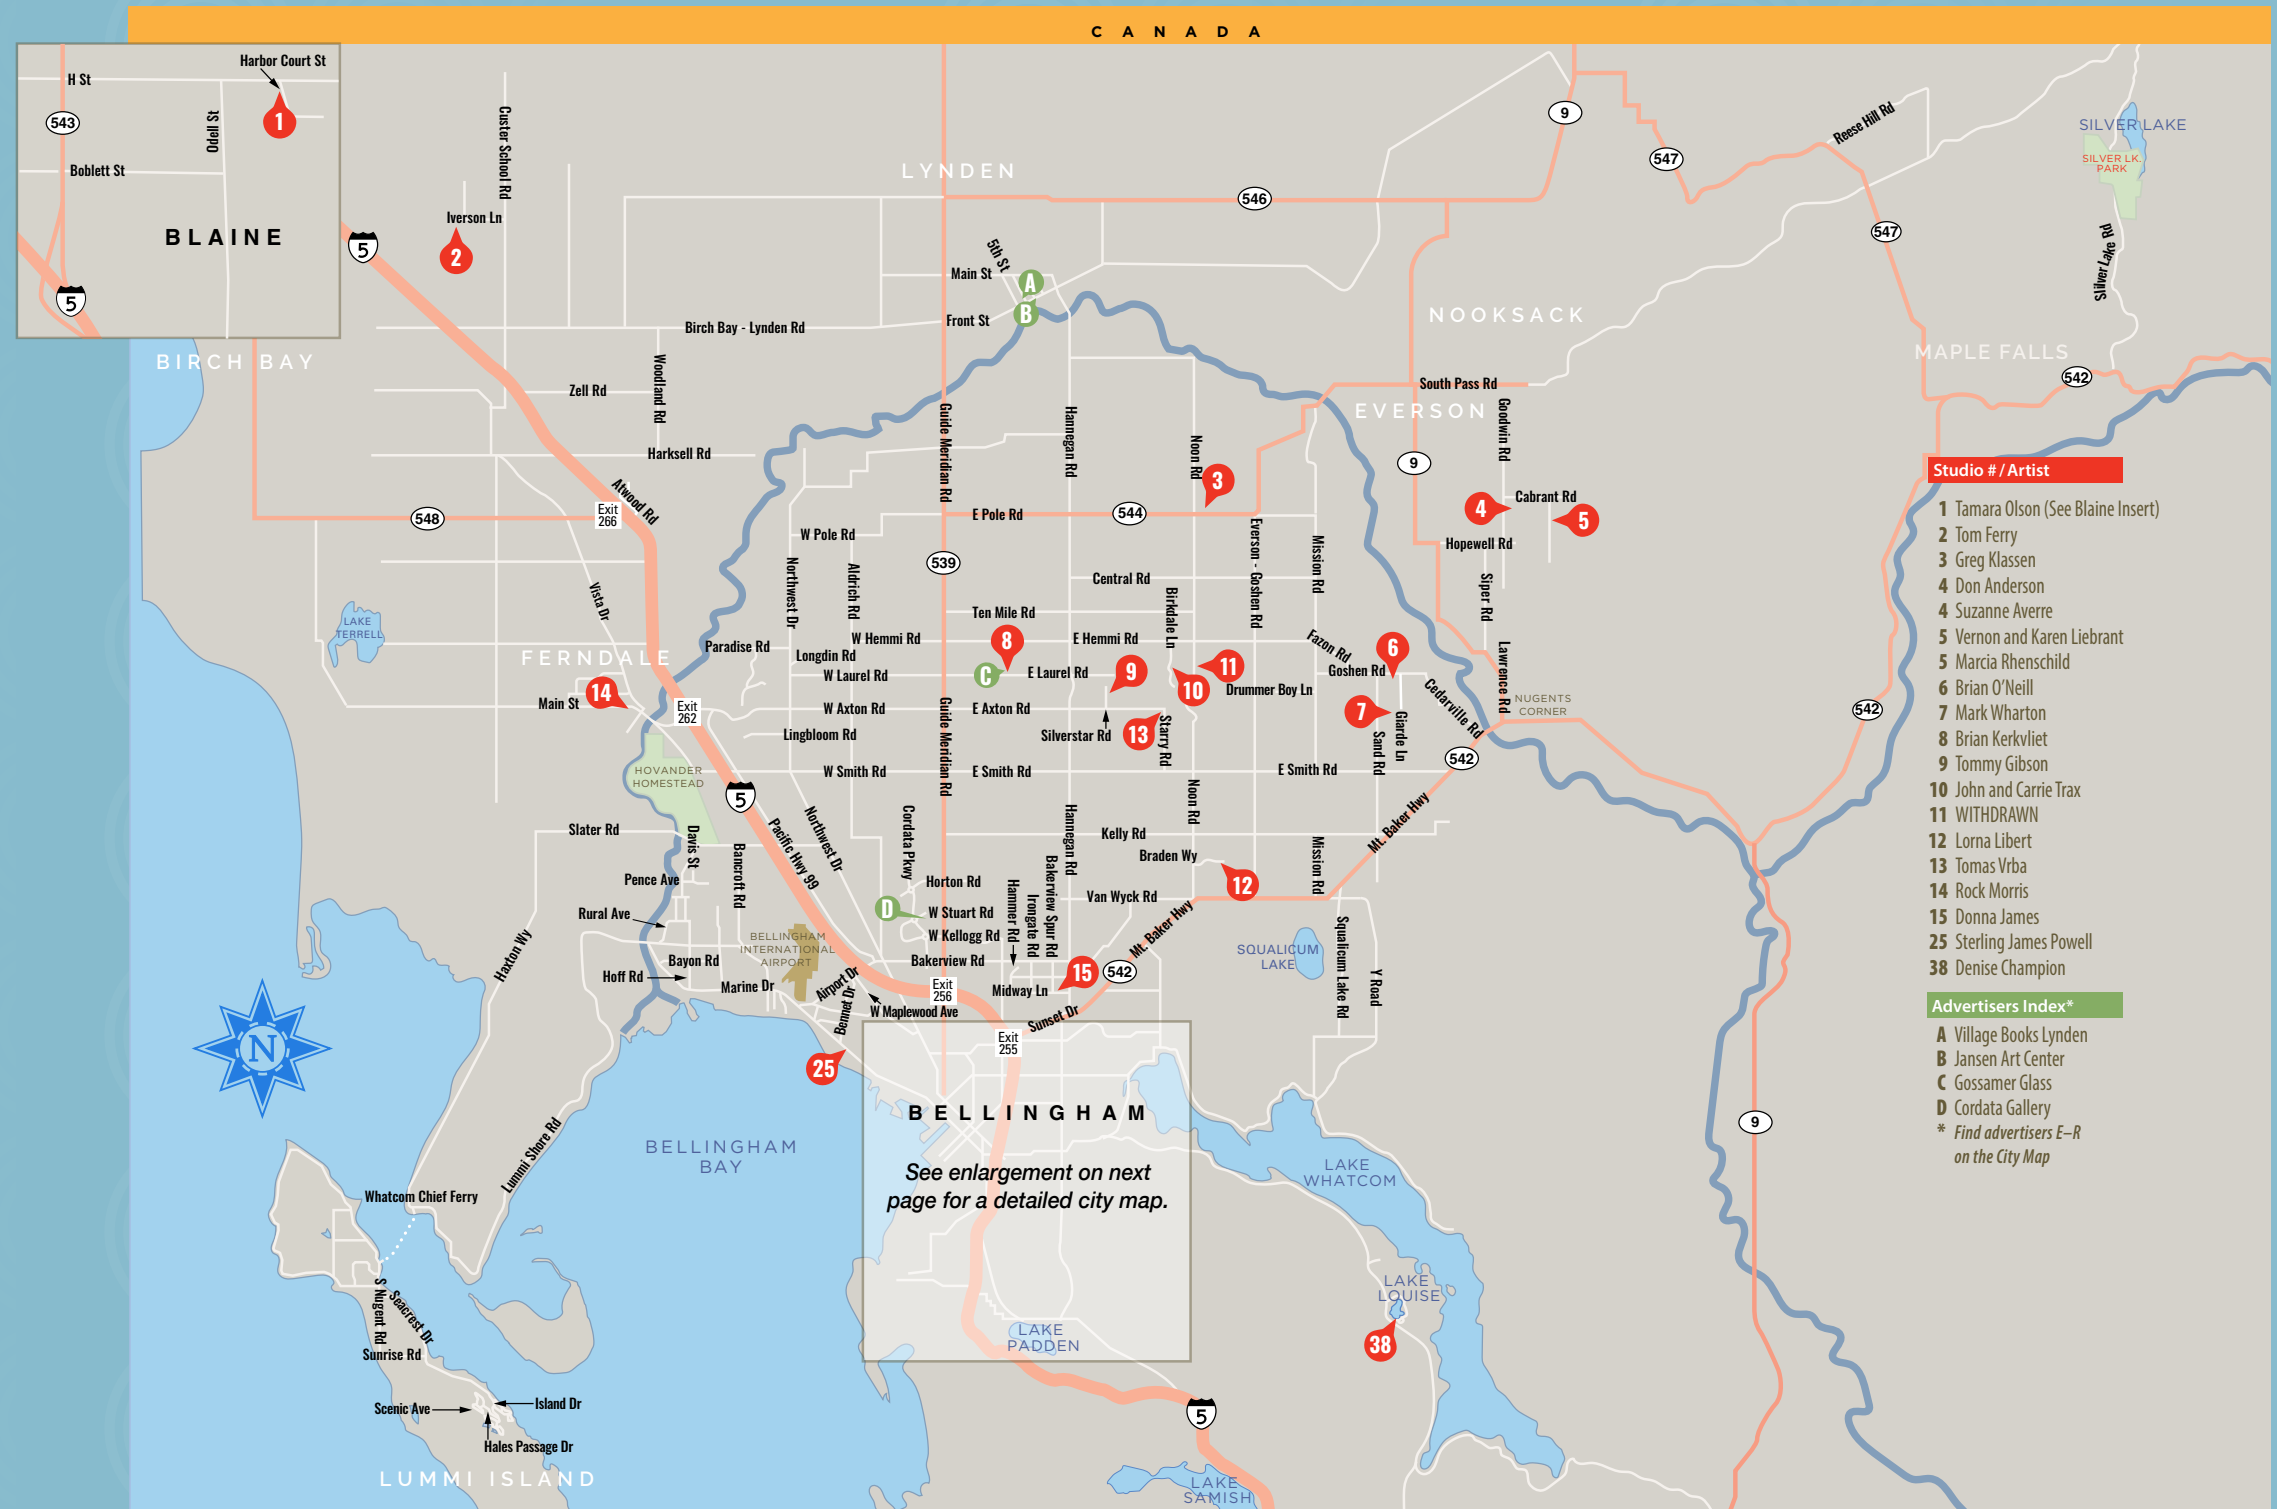 CANADA
Harbor Court St
H St
543
1
Odell St
Boblett St
BLAINE
5
5
Custer School Rd
Iverson Ln
2
LYNDEN
546
9
547
Reese Hill Rd
SILVER LAKE
SILVER LK.
PARK
547
Slilver Lake Rd
5th St
Main St
A
B
Front St
Birch Bay - Lynden Rd
NOOKSACK
MAPLE FALLS
542
BIRCH BAY
Zell Rd
Woodland Rd
Harksell Rd
Guide Meridian Rd
Hannegan Rd
Noon Rd
3
South Pass Rd
EVERSON
Goodwin Rd
9
4
Cabrant Rd
5
Hopewell Rd
Siper Rd
548
Exit
266
Atwood Rd
E Pole Rd
544
W Pole Rd
539
Northwest Dr
Aldrich Rd
Central Rd
Everson - Goshen Rd
Mission Rd
Vista Dr
LAKE
TERRELL
Ten Mile Rd
Birkdale Ln
Paradise Rd
W Hemmi Rd
8
E Hemmi Rd
Longdin Rd
W Laurel Rd
C
E Laurel Rd
9
11
10
Drummer Boy Ln
Fazon Rd
Goshen Rd
6
Lawrence Rd
NUGENTS
CORNER
FERNDALE
14
Main St
Exit
262
W Axton Rd
E Axton Rd
Silverstar Rd
13
Starry Rd
7
Giarde Ln
Sand Rd
Cedarville Rd
542
542
Lingbloom Rd
Guide Meridian Rd
W Smith Rd
E Smith Rd
E Smith Rd
HOVANDER
HOMESTEAD
5
Noon Rd
Mt. Baker Hwy
Slater Rd
Davis St
Bancroft Rd
Pacific Hwy 99
Northwest Dr
Cordata Pkwy
Hannegan Rd
Kelly Rd
Braden Wy
12
Mission Rd
Pence Ave
Horton Rd
Hammer Rd
Irongate Rd
Bakerview Spur Rd
Van Wyck Rd
Rural Ave
D
W Stuart Rd
W Kellogg Rd
Mt. Baker Hwy
BELLINGHAM
INTERNATIONAL
AIRPORT
SQUALICUM
LAKE
Squalicum Lake Rd
Y Road
Haxton Wy
Bayon Rd
Hoff Rd
Marine Dr
Airport Dr
Bennet Dr
Bakerview Rd
Exit
256
Midway Ln
15
542
W Maplewood Ave
Sunset Dr
N
25
Exit
255
BELLINGHAM
See enlargement on next
page for a detailed city map.
BELLINGHAM
BAY
LAKE
WHATCOM
9
Lummi Shore Rd
Whatcom Chief Ferry
LAKE
LOUISE
38
LAKE
PADDEN
S Nugent Rd
Seacrest Dr
Sunrise Rd
Scenic Ave
Island Dr
Hales Passage Dr
LUMMI ISLAND
5
LAKE
SAMISH
Studio # / Artist
1 Tamara Olson (See Blaine Insert)
2 Tom Ferry
3 Greg Klassen
4 Don Anderson
4 Suzanne Averre
5 Vernon and Karen Liebrant
5 Marcia Rhenschild
6 Brian O’Neill
7 Mark Wharton
8 Brian Kerkvliet
9 Tommy Gibson
10 John and Carrie Trax
11 WITHDRAWN
12 Lorna Libert
13 Tomas Vrba
14 Rock Morris
15 Donna James
25 Sterling James Powell
38 Denise Champion
Advertisers Index*
A Village Books Lynden
B Jansen Art Center
C Gossamer Glass
D Cordata Gallery
* Find advertisers E–R
on the City Map